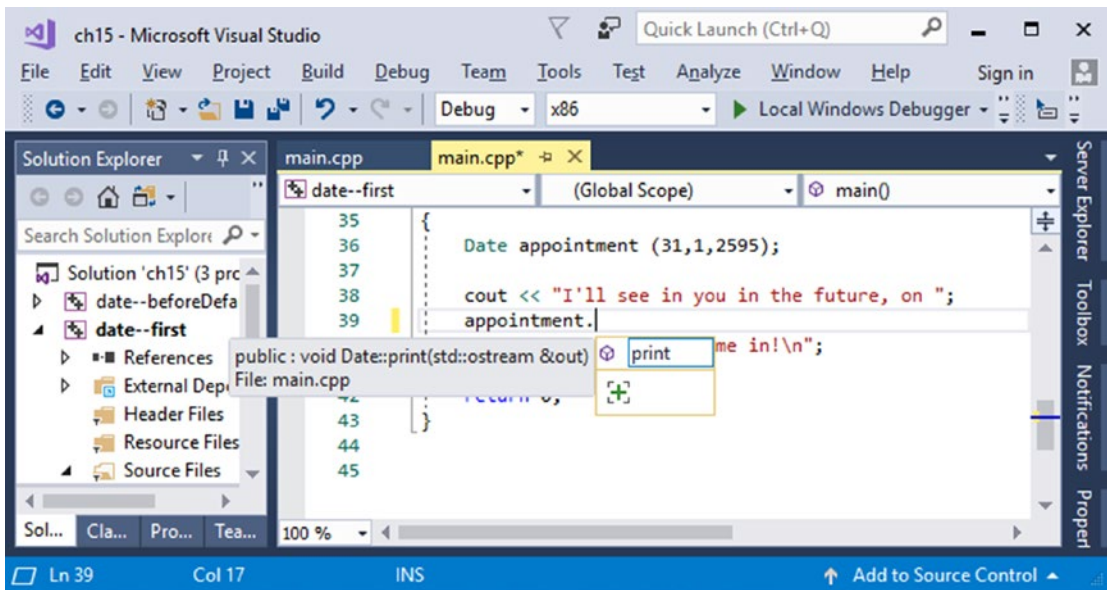 ch15 - Microsoft Visual Studio
Quick Launch (Ctrl+Q)
File Edit View Project Build Debug Team Tools Test Analyze Window Help Sign in
Debug x86 Local Windows Debugger
Solution Explorer
Search Solution Explore
Solution 'ch15' (3 pro
date--beforeDefa
date--first
References
External Dep
Header Files
Resource Files
Source Files
Sol... Cla... Pro... Tea...
main.cpp main.cpp*
date--first (Global Scope) main()
35 {
36 Date appointment (31,1,2595);
37
38 cout << "I'll see in you in the future, on ";
39 appointment.
me in!\n";
public : void Date::print(std::ostream &out)
File: main.cpp
print
42 return 0;
43 }
44
45
100 %
Server Explorer
Toolbox
Notifications
Propert
Ln 39 Col 17 INS Add to Source Control